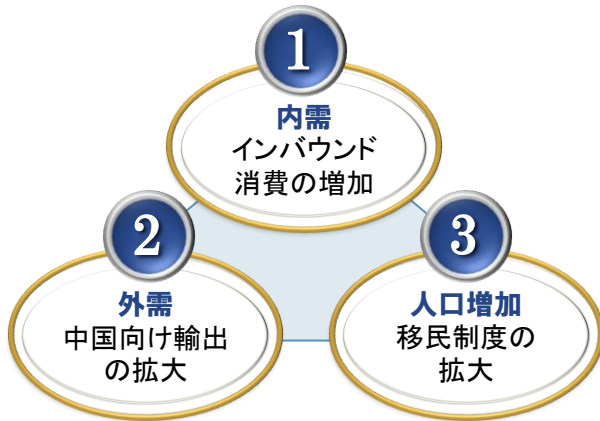 1
内需
インバウンド
消費の増加
2
外需
中国向け輸出
の拡大
3
人口増加
移民制度の
拡大